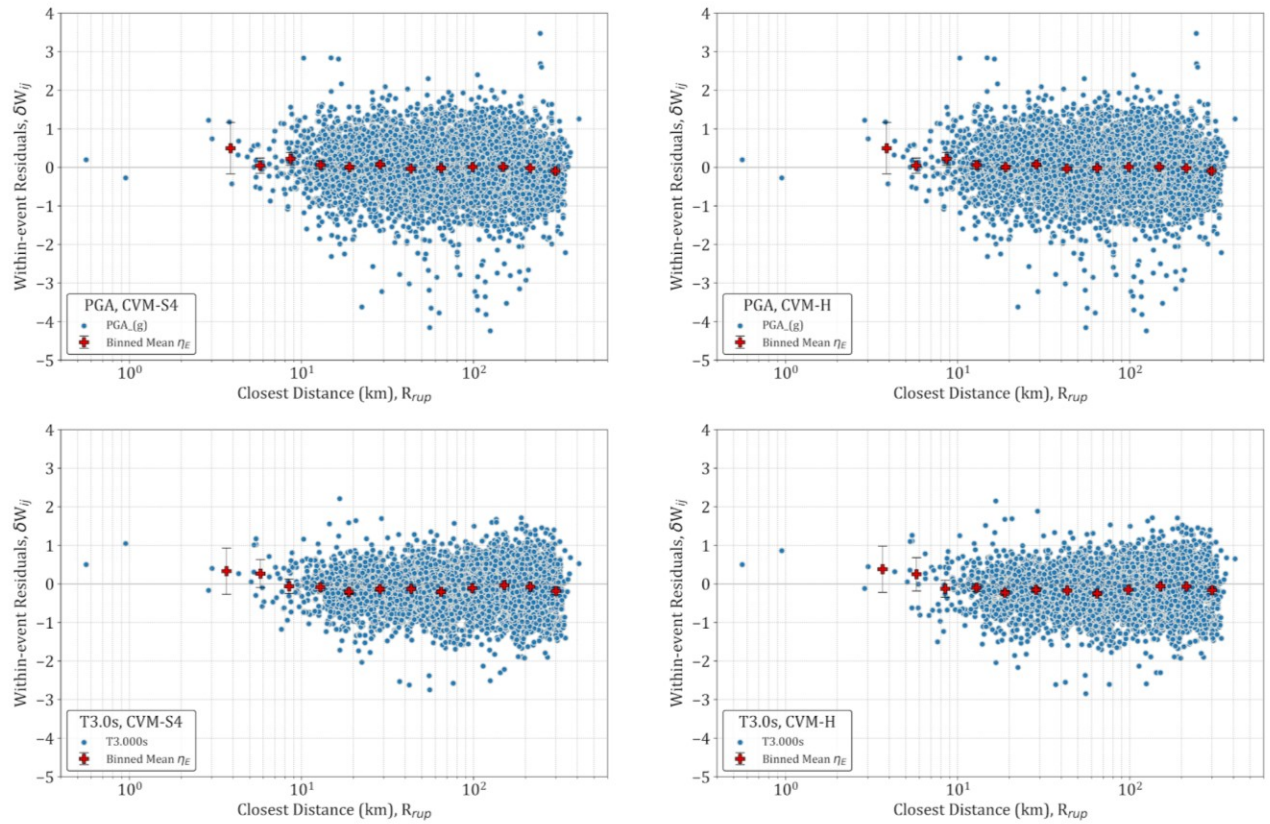 4
3
2
1
0
−1
−2
−3
−4
−5
Within-event Residuals, δW_ij
PGA, CVM-S4
PGA_(g)
Binned Mean η_E
10^0
10^1
10^2
Closest Distance (km), R_rup
4
3
2
1
0
−1
−2
−3
−4
−5
Within-event Residuals, δW_ij
PGA, CVM-H
PGA_(g)
Binned Mean η_E
10^0
10^1
10^2
Closest Distance (km), R_rup
4
3
2
1
0
−1
−2
−3
−4
−5
Within-event Residuals, δW_ij
T3.0s, CVM-S4
T3.000s
Binned Mean η_E
10^0
10^1
10^2
Closest Distance (km), R_rup
4
3
2
1
0
−1
−2
−3
−4
−5
Within-event Residuals, δW_ij
T3.0s, CVM-H
T3.000s
Binned Mean η_E
10^0
10^1
10^2
Closest Distance (km), R_rup